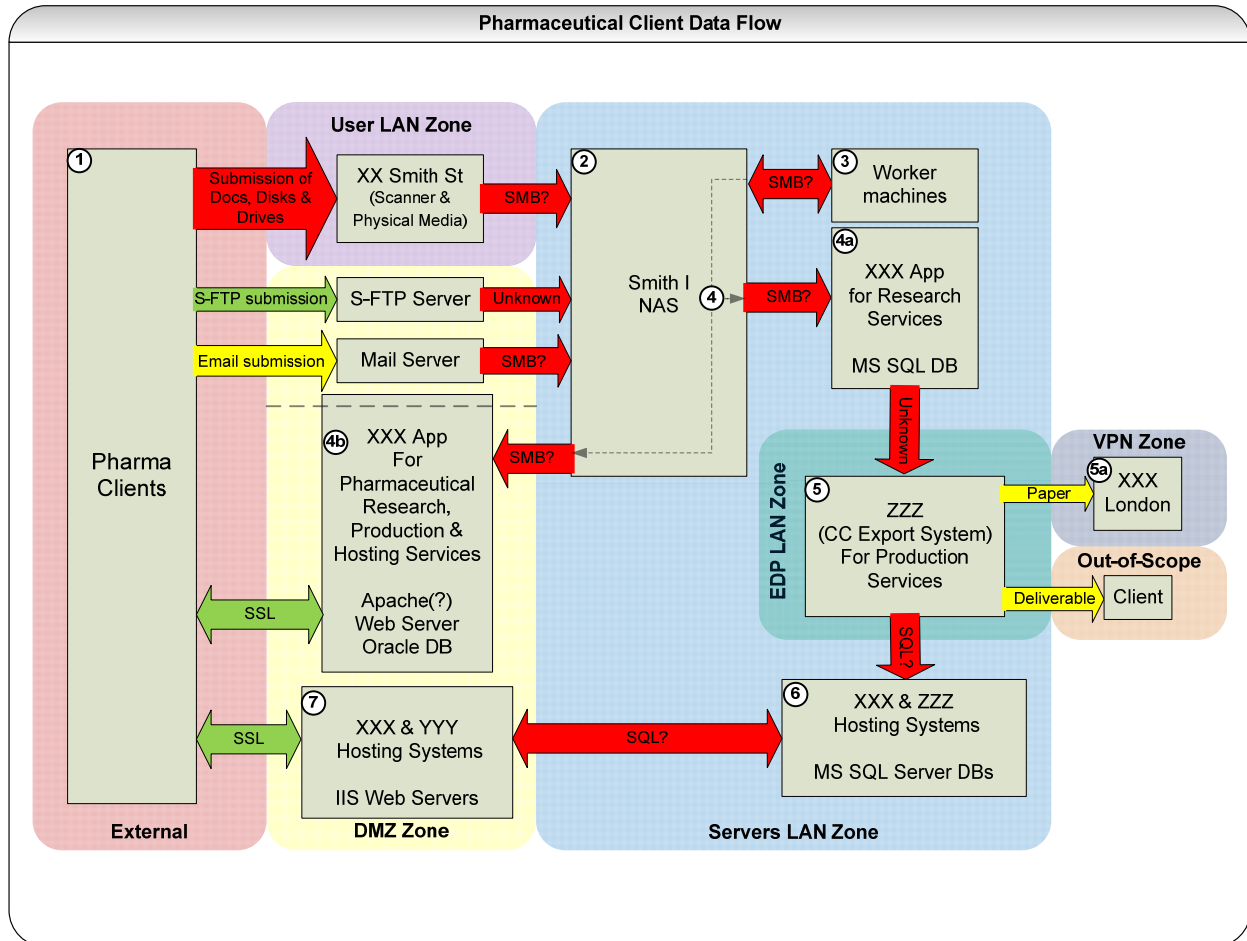 Pharmaceutical Client Data Flow
User LAN Zone
1
Pharma
Clients
External
Submission of
Docs, Disks &
Drives
XX Smith St
(Scanner &
Physical Media)
SMB?
S-FTP submission
S-FTP Server
Unknown
Email submission
Mail Server
SMB?
4b
XXX App
For
Pharmaceutical
Research,
Production &
Hosting Services
Apache(?)
Web Server
Oracle DB
SMB?
SSL
7
XXX & YYY
Hosting Systems
IIS Web Servers
SSL
DMZ Zone
2
Smith I
NAS
4
SMB?
3
Worker
machines
SMB?
4a
XXX App
for Research
Services
MS SQL DB
Unknown
EDP LAN Zone
5
ZZZ
(CC Export System)
For Production
Services
Paper
VPN Zone
5a
XXX
London
Deliverable
Out-of-Scope
Client
SQL?
6
XXX & ZZZ
Hosting Systems
MS SQL Server DBs
SQL?
Servers LAN Zone